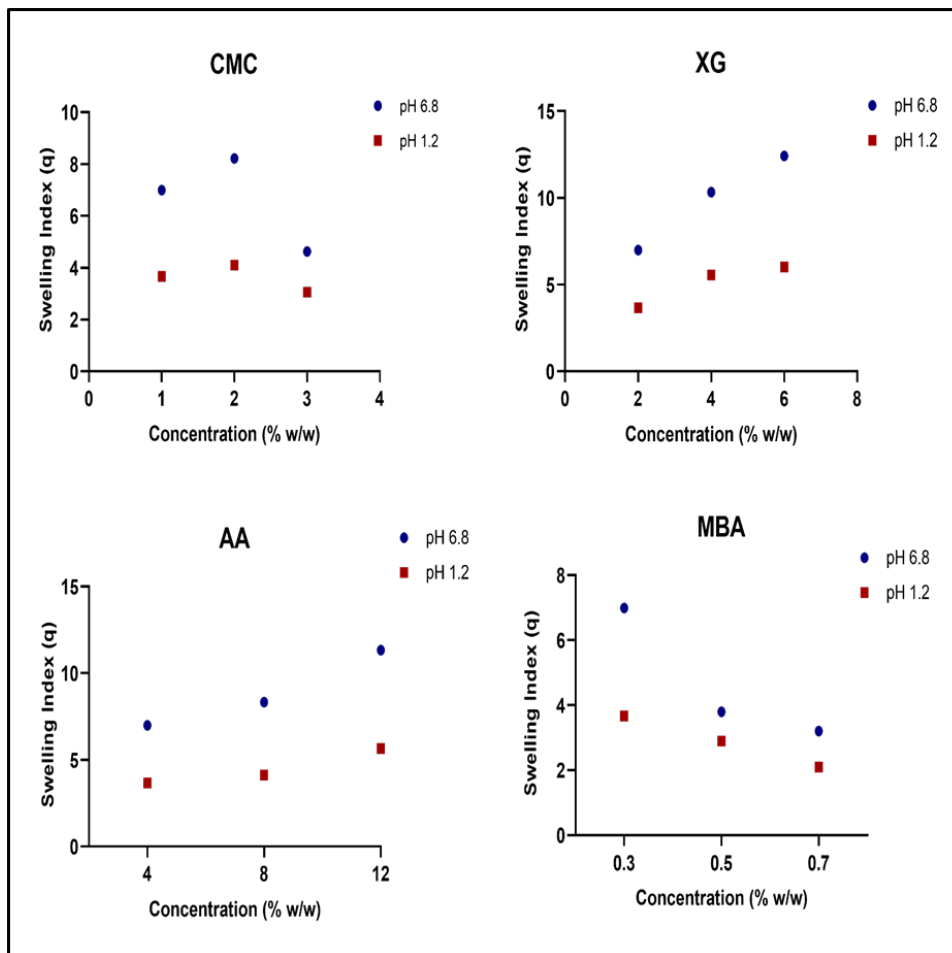 CMC
pH 6.8
pH 1.2
Swelling Index (q)
10
8
6
4
2
0
0 1 2 3 4
Concentration (% w/w)
XG
pH 6.8
pH 1.2
Swelling Index (q)
15
10
5
0
0 2 4 6 8
Concentration (% w/w)
AA
pH 6.8
pH 1.2
Swelling Index (q)
15
10
5
0
4 8 12
Concentration (% w/w)
MBA
pH 6.8
pH 1.2
Swelling Index (q)
8
6
4
2
0
0.3 0.5 0.7
Concentration (% w/w)